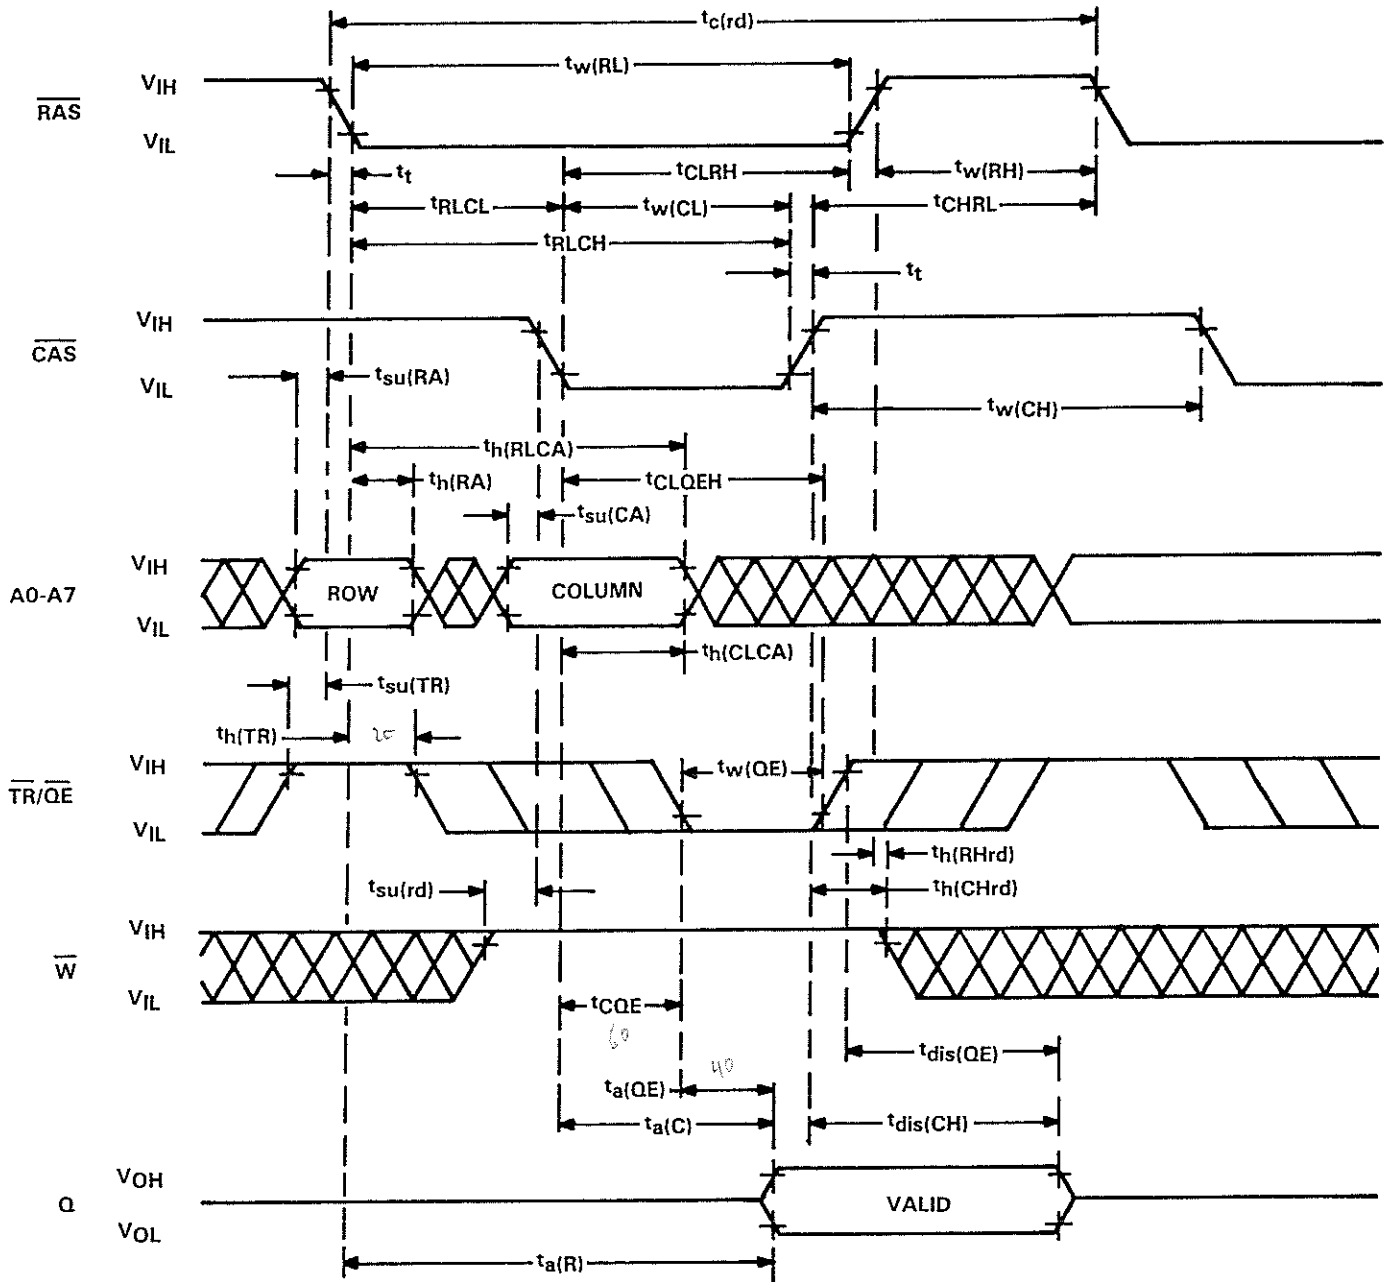 tc(rd)
tw(RL)
VIH
RAS
VIL
tt
tCLRH
tw(RH)
tRLCL
tw(CL)
tCHRL
tRLCH
tt
VIH
CAS
VIL
tsu(RA)
tw(CH)
th(RLCA)
th(RA)
tCLQEH
tsu(CA)
VIH
A0-A7
ROW
COLUMN
VIL
th(CLCA)
tsu(TR)
th(TR)
VIH
TR/QE
tw(QE)
VIL
th(RHrd)
tsu(rd)
th(CHrd)
VIH
W
VIL
tCQE
60
tdis(QE)
40
ta(QE)
ta(C)
tdis(CH)
VOH
Q
VALID
VOL
ta(R)